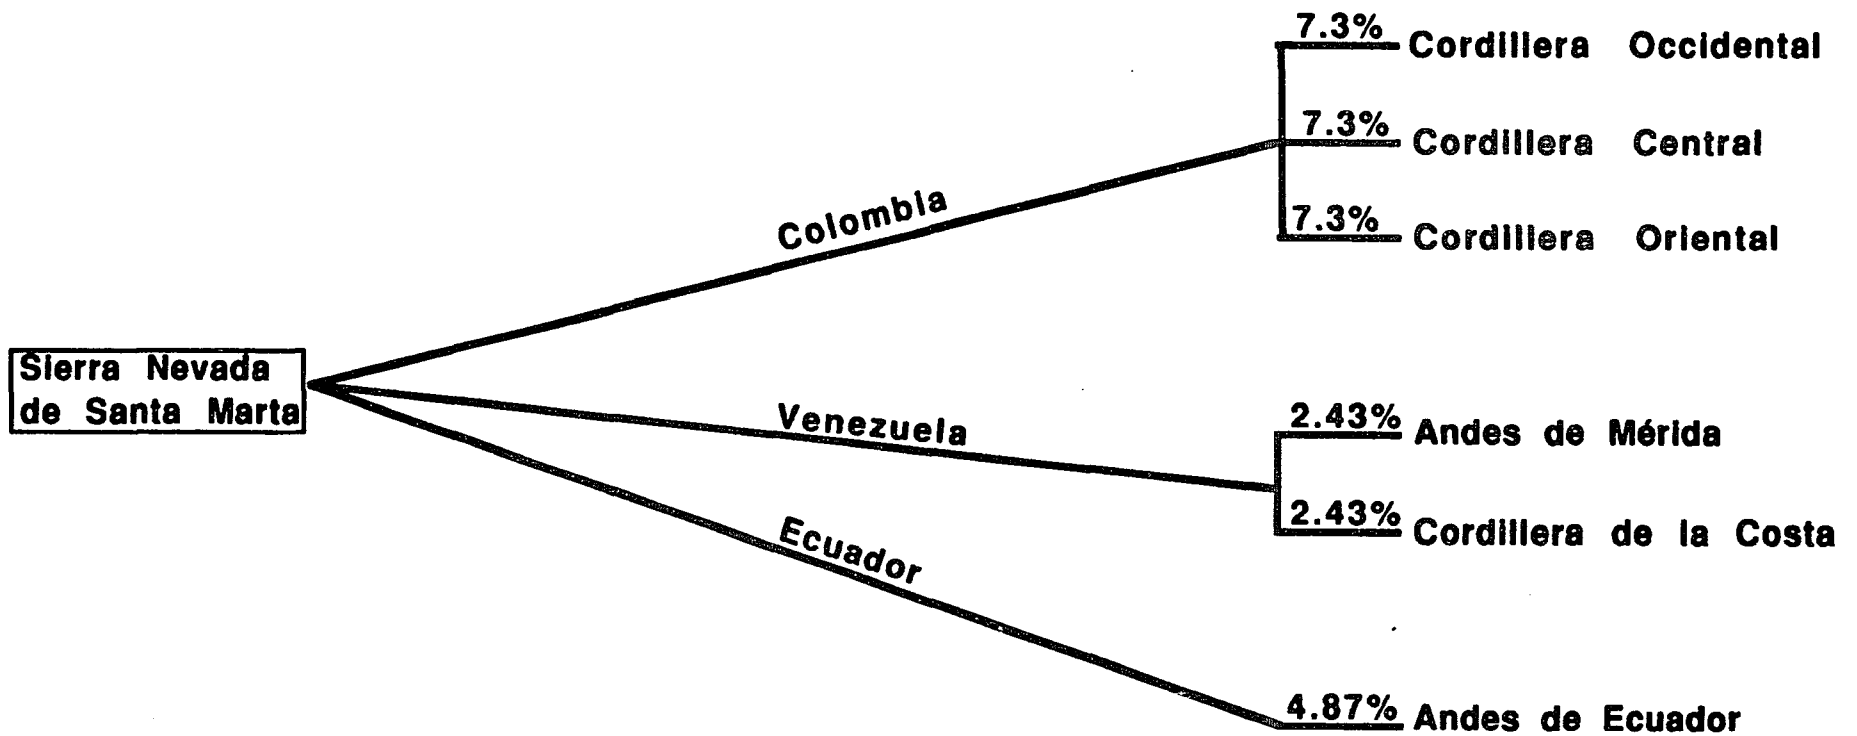 7.3%
Cordillera Occidental
7.3%
Cordillera Central
7.3%
Cordillera Oriental
Colombia
Sierra Nevada
de Santa Marta
Venezuela
2.43%
Andes de Mérida
2.43%
Cordillera de la Costa
Ecuador
4.87%
Andes de Ecuador